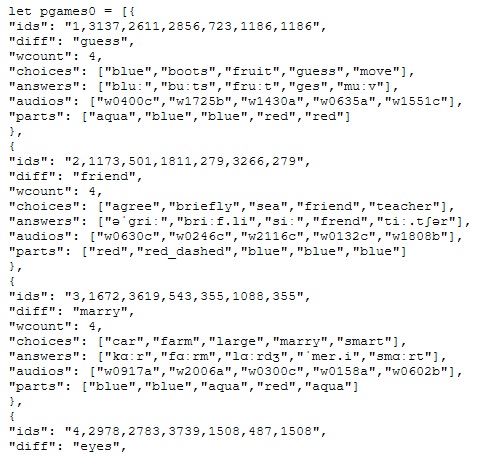 let pgames0 = [{
"ids": "1,3137,2611,2856,723,1186,1186",
"diff": "guess",
"wcount": 4,
"choices": ["blue","boots","fruit","guess","move"],
"answers": ["bluː","buːts","fruːt","ges","muːv"],
"audios": ["w0400c","w1725b","w1430a","w0635a","w1551c"],
"parts": ["aqua","blue","blue","red","red"]
},
{
"ids": "2,1173,501,1811,279,3266,279",
"diff": "friend",
"wcount": 4,
"choices": ["agree","briefly","sea","friend","teacher"],
"answers": ["əˈɡriː","briːf.li","siː","frend","tiː.tʃər"],
"audios": ["w0630c","w0246c","w2116c","w0132c","w1808b"],
"parts": ["red","red_dashed","blue","blue","blue"]
},
{
"ids": "3,1672,3619,543,355,1088,355",
"diff": "marry",
"wcount": 4,
"choices": ["car","farm","large","marry","smart"],
"answers": ["kɑːr","fɑːrm","lɑːrdʒ","ˈmer.i","smɑːrt"],
"audios": ["w0917a","w2006a","w0300c","w0158a","w0602b"],
"parts": ["blue","blue","aqua","red","aqua"]
},
{
"ids": "4,2978,2783,3739,1508,487,1508",
"diff": "eyes",